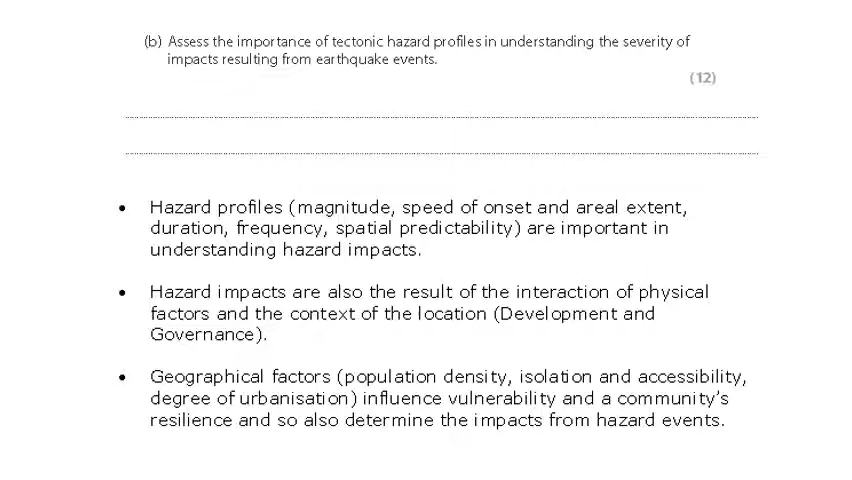 (b) Assess the importance of tectonic hazard profiles in understanding the severity of
impacts resulting from earthquake events.
(12)
• Hazard profiles (magnitude, speed of onset and areal extent,
duration, frequency, spatial predictability) are important in
understanding hazard impacts.
• Hazard impacts are also the result of the interaction of physical
factors and the context of the location (Development and
Governance).
• Geographical factors (population density, isolation and accessibility,
degree of urbanisation) influence vulnerability and a community's
resilience and so also determine the impacts from hazard events.